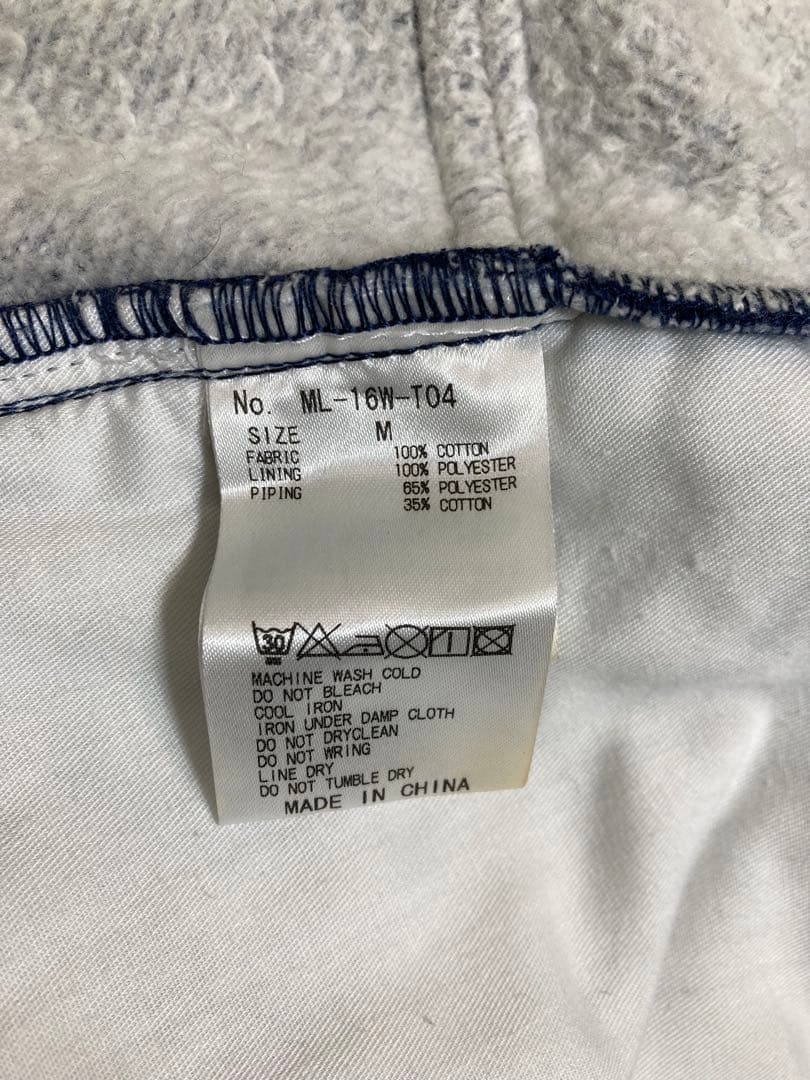 No. ML-16W-T04
SIZE M
FABRIC 100% COTTON
LINING 100% POLYESTER
PIPING 65% POLYESTER
35% COTTON
30
MACHINE WASH COLD
DO NOT BLEACH
COOL IRON
IRON UNDER DAMP CLOTH
DO NOT DRYCLEAN
DO NOT WRING
LINE DRY
DO NOT TUMBLE DRY
MADE IN CHINA